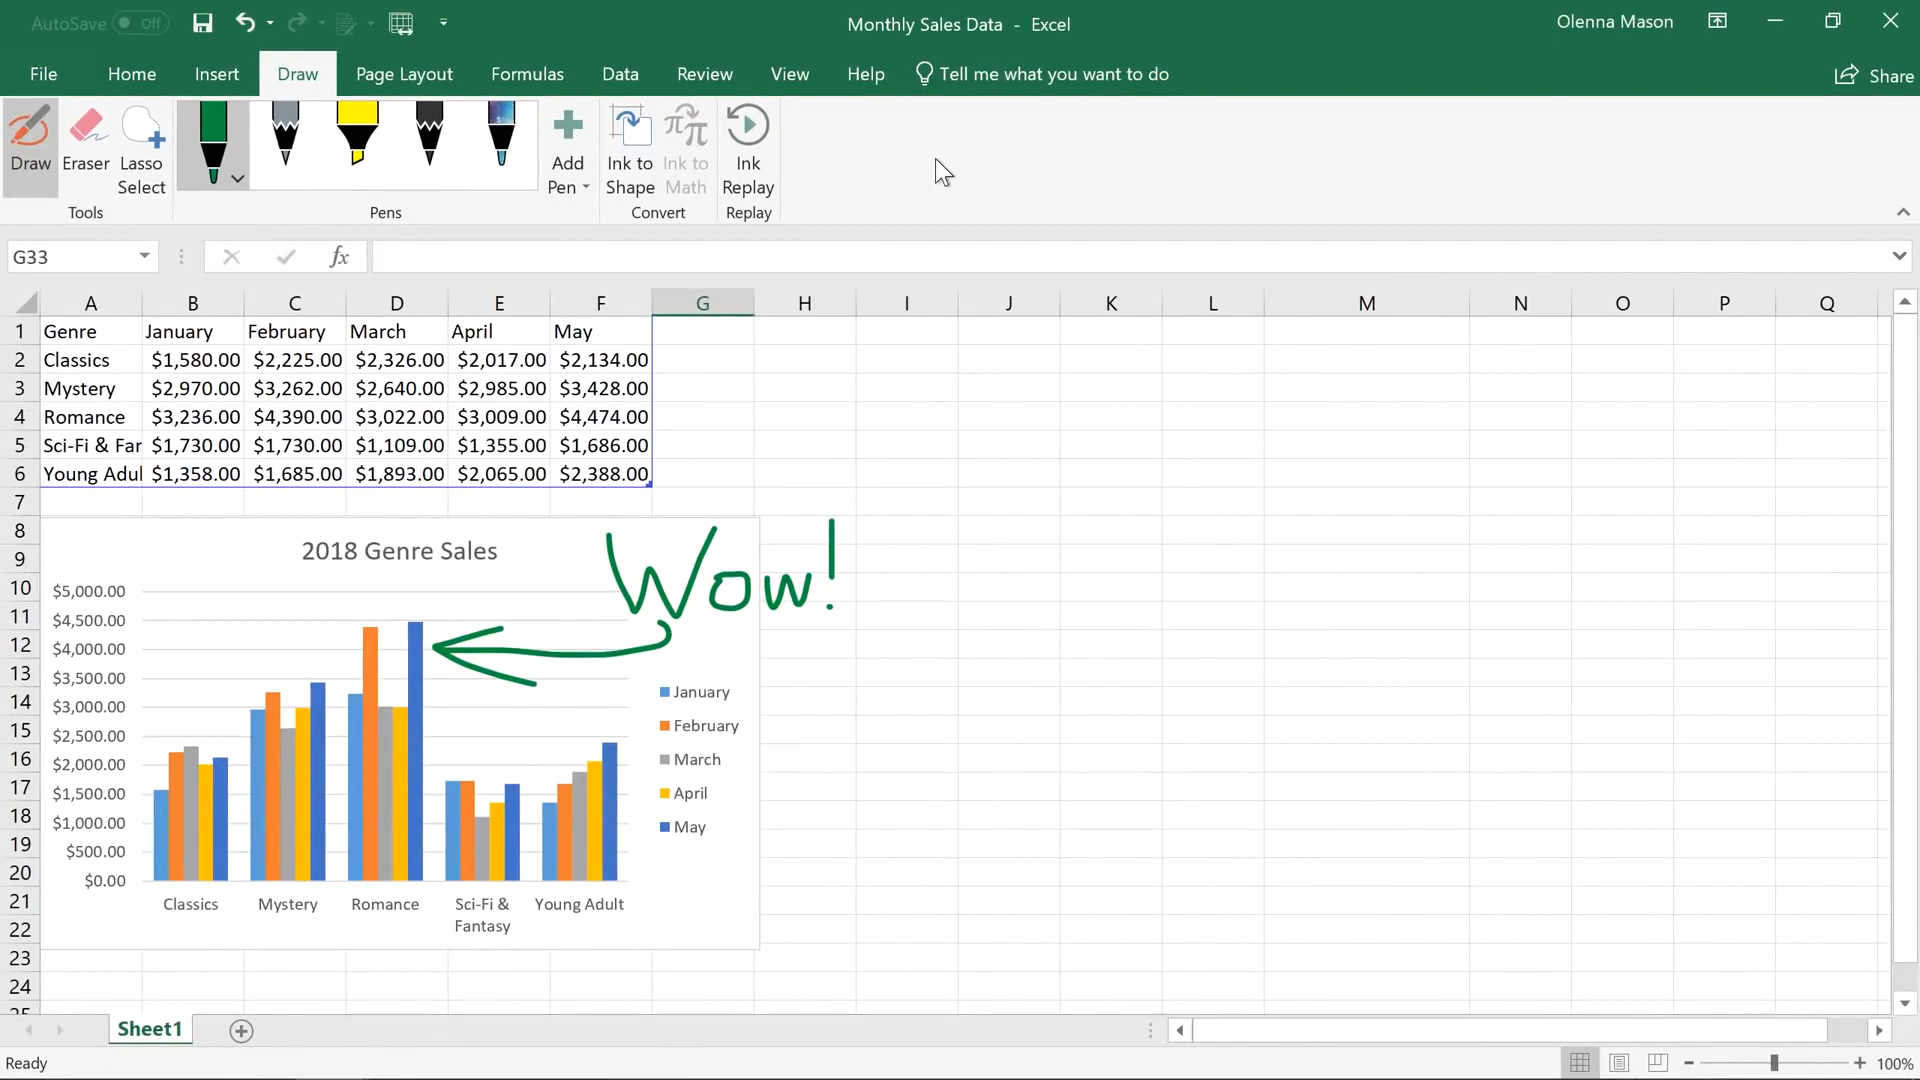 AutoSave Off
Monthly Sales Data - Excel
Olenna Mason
File Home Insert Draw Page Layout Formulas Data Review View Help Tell me what you want to do Share
Draw Eraser Lasso Select
Add Pen
Ink to Shape
Ink to Math
Ink Replay
Tools Pens Convert Replay
G33 fx
A B C D E F G H I J K L M N O P Q
1 Genre January February March April May
2 Classics $1,580.00 $2,225.00 $2,326.00 $2,017.00 $2,134.00
3 Mystery $2,970.00 $3,262.00 $2,640.00 $2,985.00 $3,428.00
4 Romance $3,236.00 $4,390.00 $3,022.00 $3,009.00 $4,474.00
5 Sci-Fi & Far $1,730.00 $1,730.00 $1,109.00 $1,355.00 $1,686.00
6 Young Adul $1,358.00 $1,685.00 $1,893.00 $2,065.00 $2,388.00
7
8
9
10
11
12
13
14
15
16
17
18
19
20
21
22
23
24
25
2018 Genre Sales
Wow!
$5,000.00
$4,500.00
$4,000.00
$3,500.00
$3,000.00
$2,500.00
$2,000.00
$1,500.00
$1,000.00
$500.00
$0.00
Classics Mystery Romance Sci-Fi & Fantasy Young Adult
January
February
March
April
May
Sheet1
Ready
100%